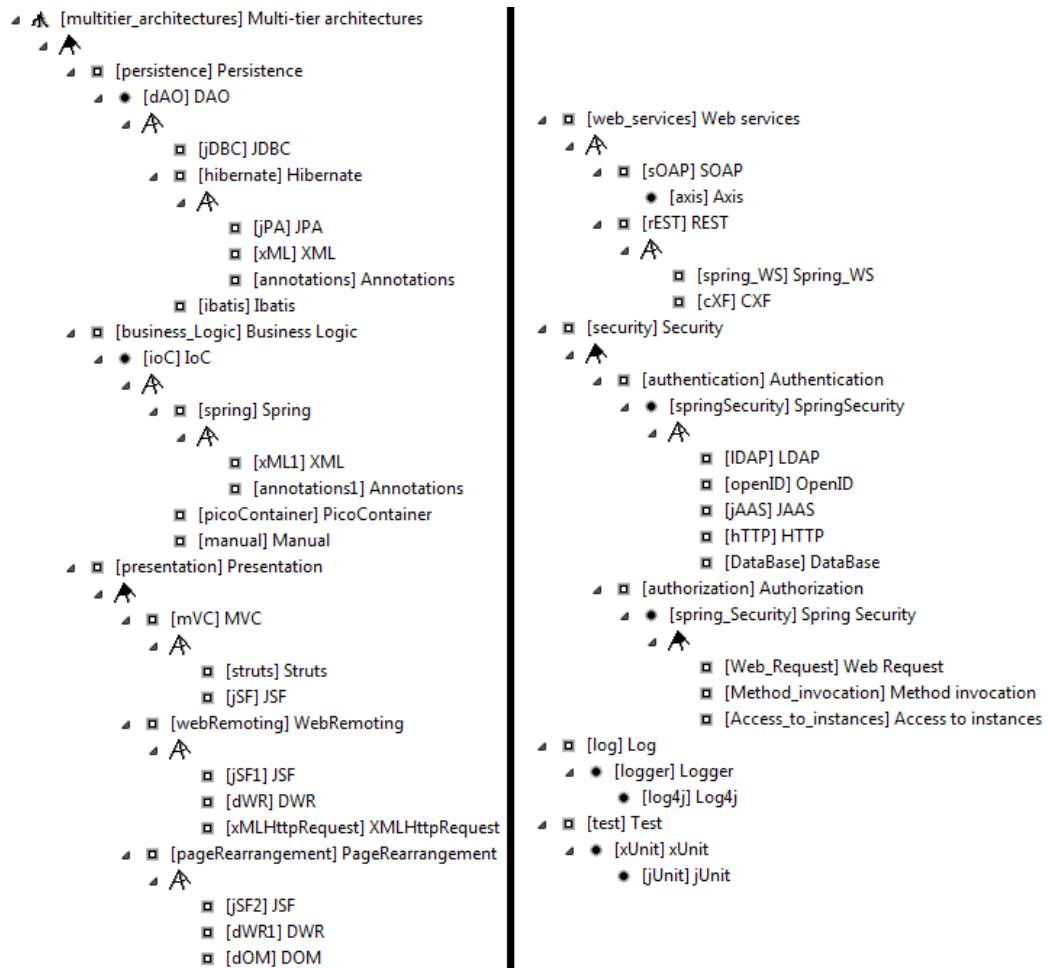 [multitier_architectures] Multi-tier architectures
[persistence] Persistence
[dAO] DAO
[jDBC] JDBC
[hibernate] Hibernate
[jPA] JPA
[xML] XML
[annotations] Annotations
[ibatis] Ibatis
[business_Logic] Business Logic
[ioC] IoC
[spring] Spring
[xML1] XML
[annotations1] Annotations
[picoContainer] PicoContainer
[manual] Manual
[presentation] Presentation
[mVC] MVC
[struts] Struts
[jSF] JSF
[webRemoting] WebRemoting
[jSF1] JSF
[dWR] DWR
[xMLHttpRequest] XMLHttpRequest
[pageRearrangement] PageRearrangement
[jSF2] JSF
[dWR1] DWR
[dOM] DOM
[web_services] Web services
[sOAP] SOAP
[axis] Axis
[rEST] REST
[spring_WS] Spring_WS
[cXF] CXF
[security] Security
[authentication] Authentication
[springSecurity] SpringSecurity
[lDAP] LDAP
[openID] OpenID
[jAAS] JAAS
[hTTP] HTTP
[DataBase] DataBase
[authorization] Authorization
[spring_Security] Spring Security
[Web_Request] Web Request
[Method_invocation] Method invocation
[Access_to_instances] Access to instances
[log] Log
[logger] Logger
[log4j] Log4j
[test] Test
[xUnit] xUnit
[jUnit] jUnit